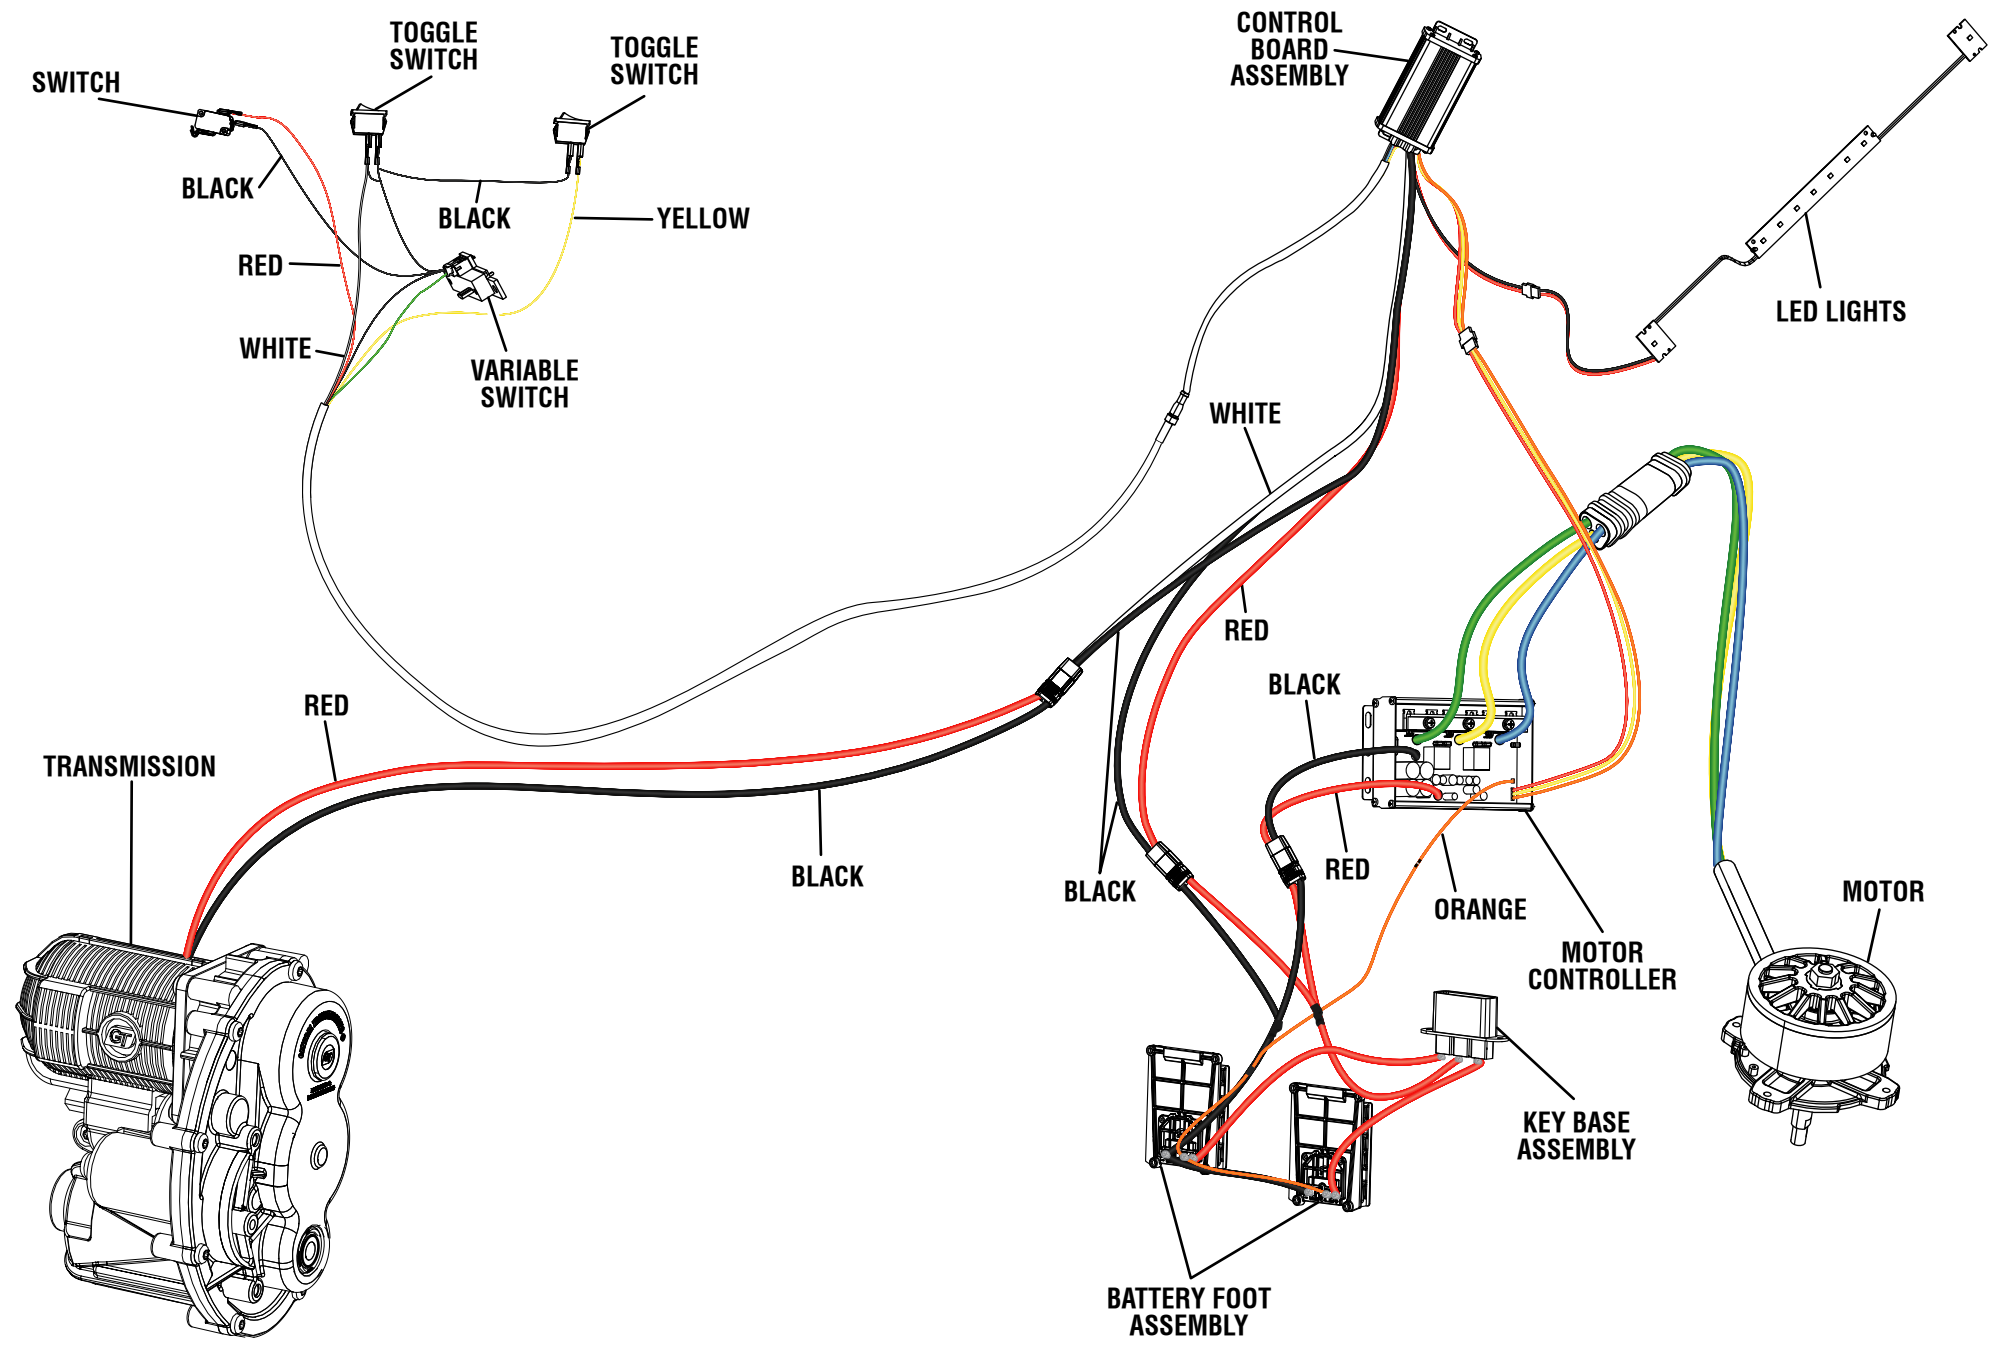 TOGGLE
SWITCH
TOGGLE
SWITCH
SWITCH
BLACK
BLACK
YELLOW
RED
WHITE
VARIABLE
SWITCH
CONTROL
BOARD
ASSEMBLY
LED LIGHTS
WHITE
RED
BLACK
RED
TRANSMISSION
BLACK
BLACK
RED
ORANGE
MOTOR
CONTROLLER
MOTOR
KEY BASE
ASSEMBLY
BATTERY FOOT
ASSEMBLY